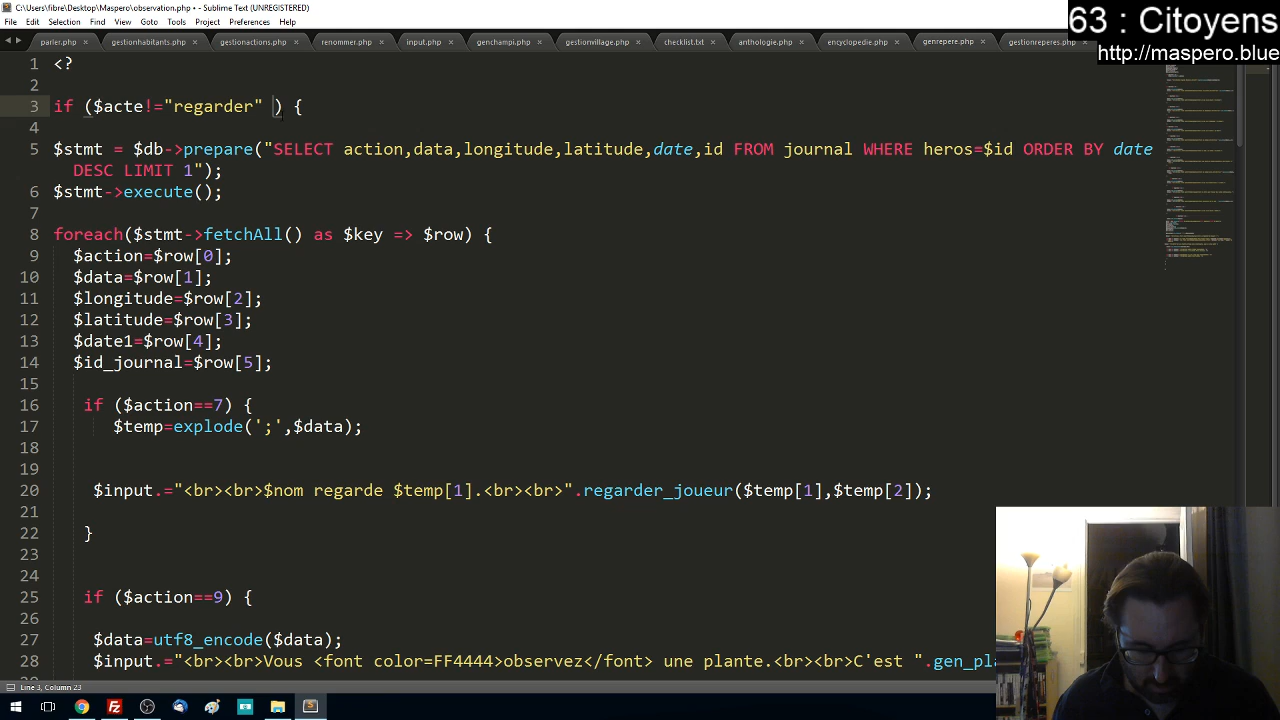 C:\Users\fibre\Desktop\Maspero\observation.php • - Sublime Text (UNREGISTERED)
File Edit Selection Find View Goto Tools Project Preferences Help
63 : Citoyens
http://maspero.blue
parler.php gestionhabitants.php gestionactions.php renommer.php input.php genchampi.php gestionvillage.php checklist.txt anthologie.php encyclopedie.php genrepere.php gestionreperes.php
1 <?
2
3 if ($acte!="regarder" ) {
4
5 $stmt = $db->prepare("SELECT action,data,longitude,latitude,date,id FROM journal WHERE heros=$id ORDER BY date
DESC LIMIT 1");
6 $stmt->execute();
7
8 foreach($stmt->fetchAll() as $key => $row) {
9 $action=$row[0];
10 $data=$row[1];
11 $longitude=$row[2];
12 $latitude=$row[3];
13 $date1=$row[4];
14 $id_journal=$row[5];
15
16 if ($action==7) {
17 $temp=explode(';',$data);
18
19
20 $input.="<br><br>$nom regarde $temp[1].<br><br>".regarder_joueur($temp[1],$temp[2]);
21
22 }
23
24
25 if ($action==9) {
26
27 $data=utf8_encode($data);
28 $input.="<br><br>Vous <font color=FF4444>observez</font> une plante.<br><br>C'est ".gen_pl
Line 3, Column 23